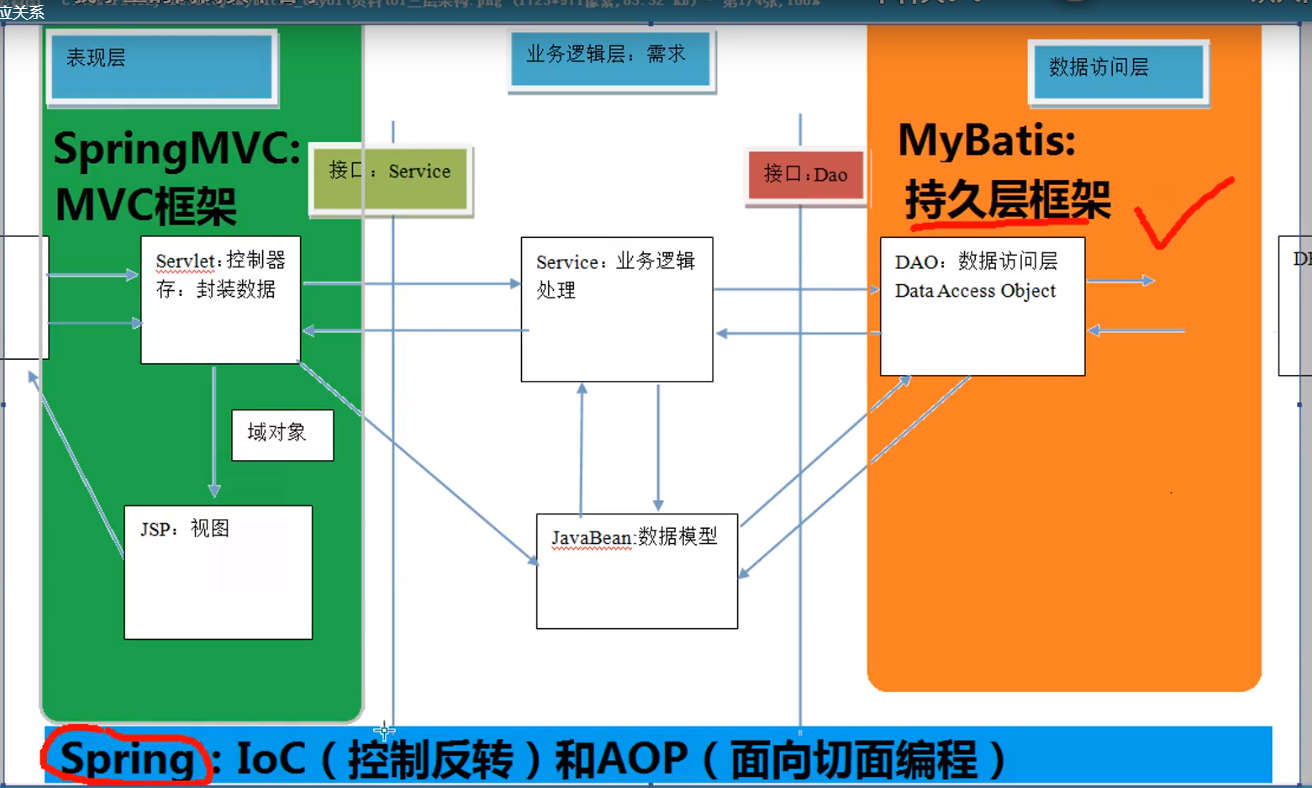 应关系
表现层
业务逻辑层：需求
数据访问层
SpringMVC:
MVC框架
接口：Service
接口:Dao
MyBatis:
持久层框架
Servlet:控制器
存：封装数据
Service：业务逻辑
处理
DAO：数据访问层
Data Access Object
域对象
JSP：视图
JavaBean:数据模型
Spring：IoC（控制反转）和AOP（面向切面编程）